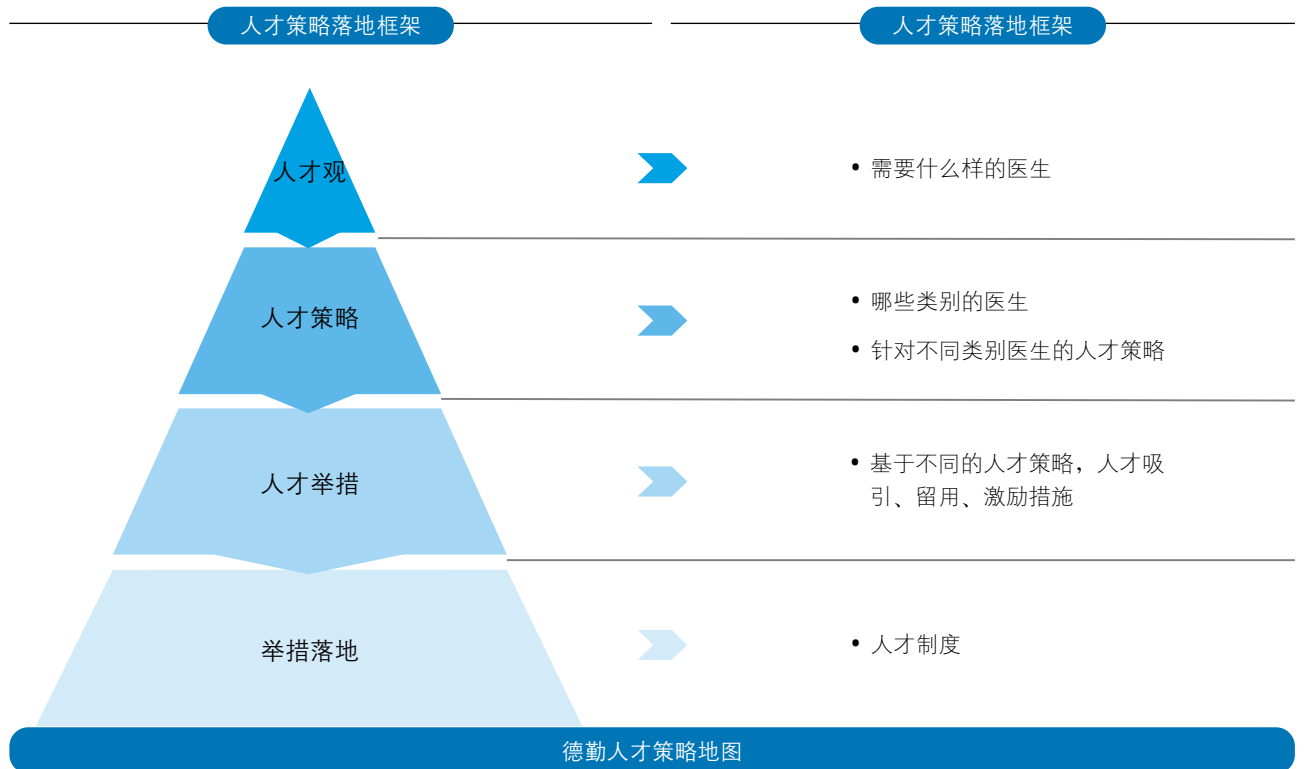 人才策略落地框架
人才策略落地框架
人才观
• 需要什么样的医生
人才策略
• 哪些类别的医生
• 针对不同类别医生的人才策略
人才举措
• 基于不同的人才策略，人才吸
引、留用、激励措施
举措落地
• 人才制度
德勤人才策略地图